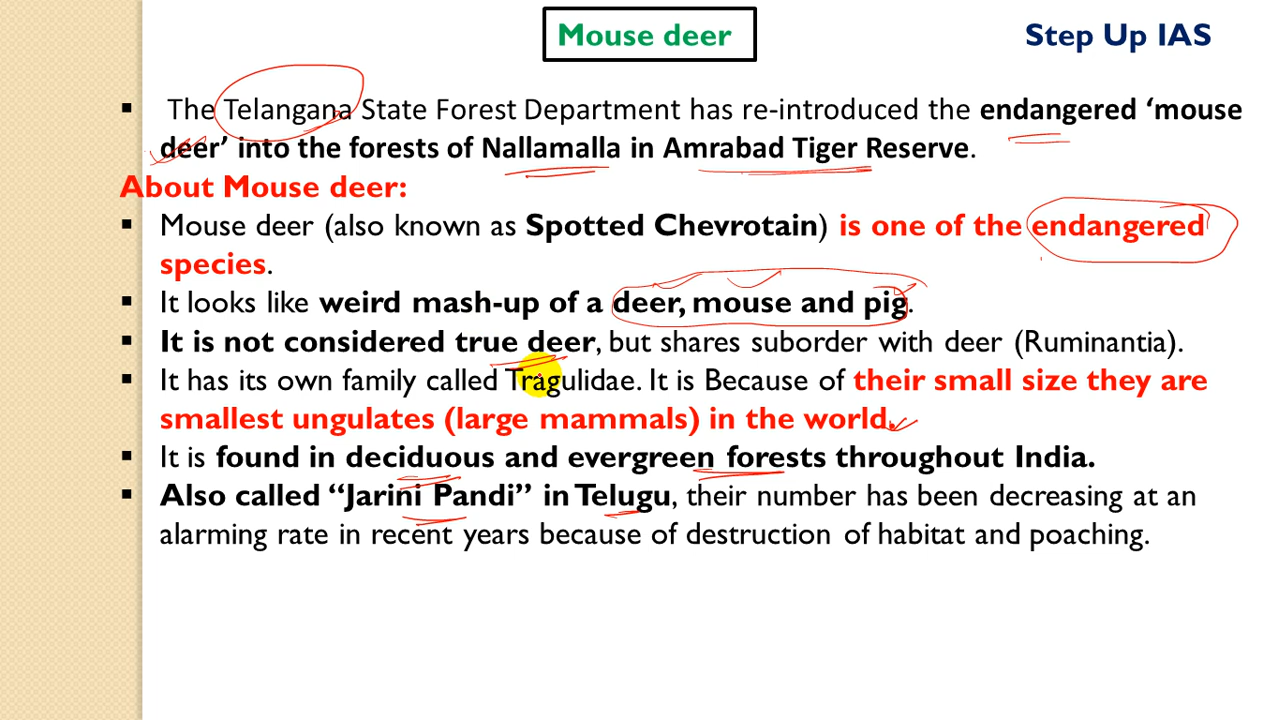 Mouse deer
Step Up IAS
▪ The Telangana State Forest Department has re-introduced the endangered ‘mouse
deer’ into the forests of Nallamalla in Amrabad Tiger Reserve.
About Mouse deer:
▪ Mouse deer (also known as Spotted Chevrotain) is one of the endangered
species.
▪ It looks like weird mash-up of a deer, mouse and pig.
▪ It is not considered true deer, but shares suborder with deer (Ruminantia).
▪ It has its own family called Tragulidae. It is Because of their small size they are
smallest ungulates (large mammals) in the world.
▪ It is found in deciduous and evergreen forests throughout India.
▪ Also called “Jarini Pandi” in Telugu, their number has been decreasing at an
alarming rate in recent years because of destruction of habitat and poaching.